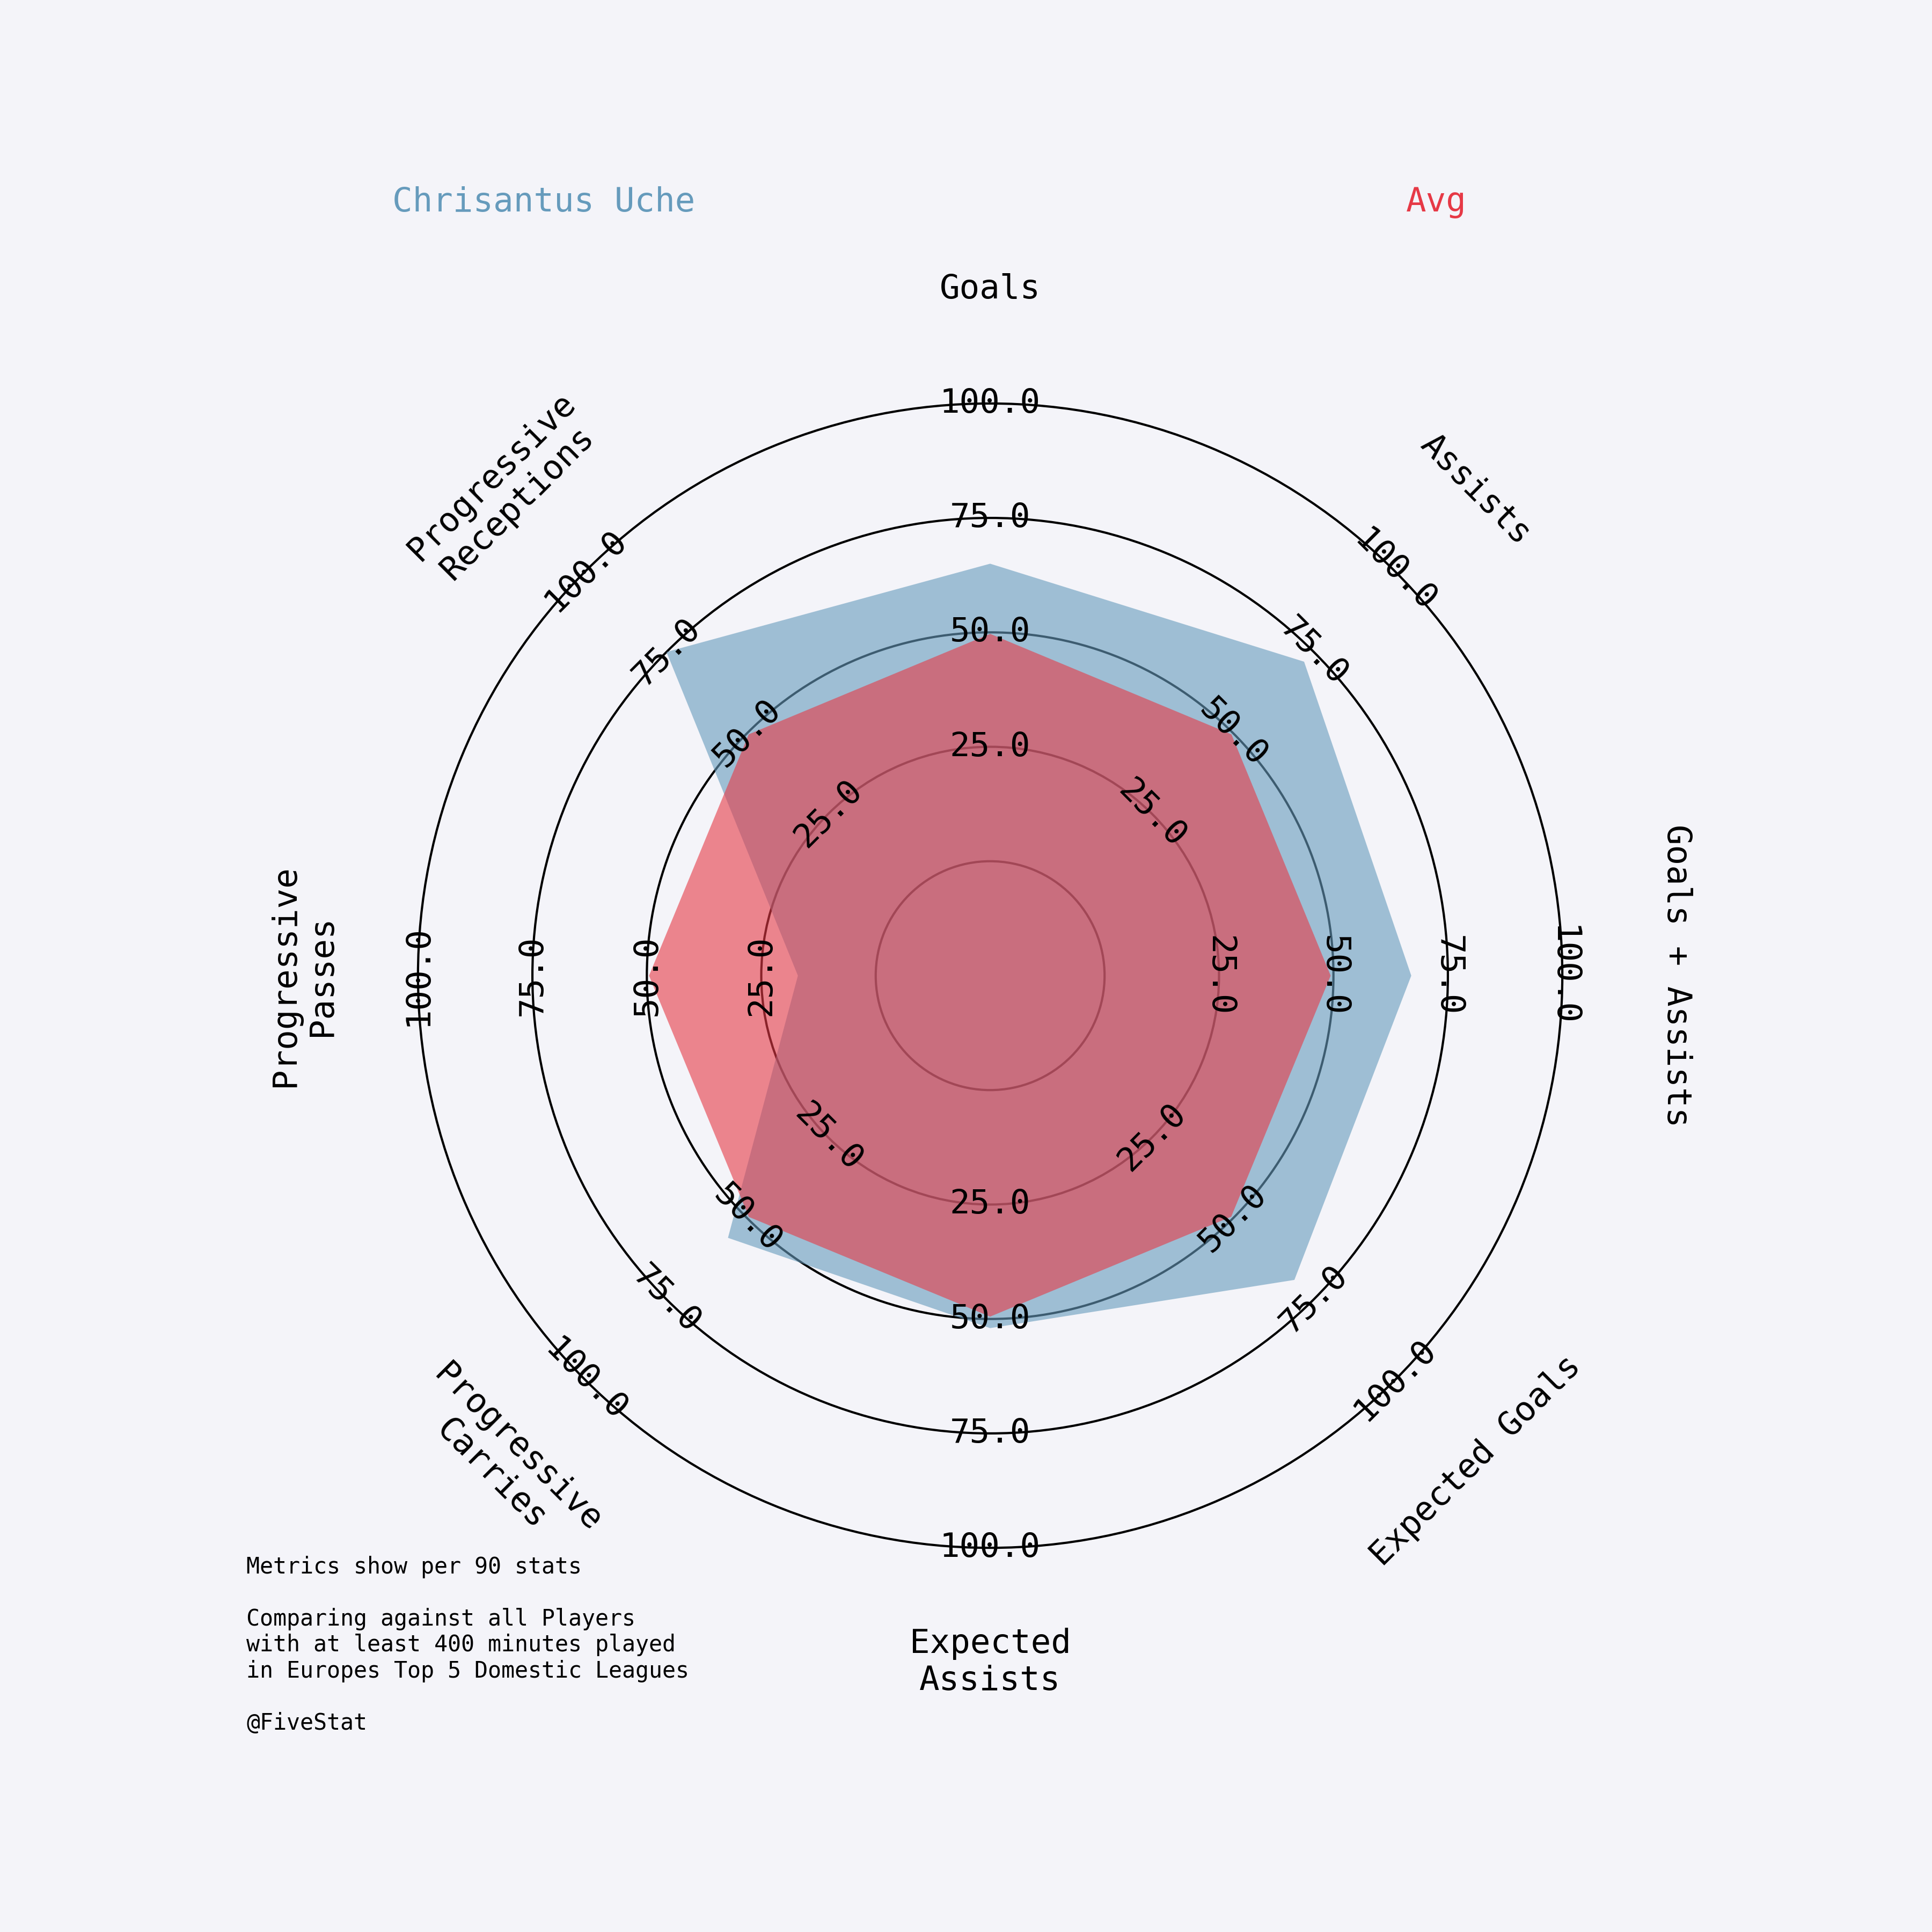 Chrisantus Uche
Avg
Goals
Assists
Goals + Assists
Expected Goals
Expected
Assists
Progressive
Carries
Progressive
Passes
Progressive
Receptions
25.0
50.0
75.0
100.0
25.0
50.0
75.0
100.0
25.0
50.0
75.0
100.0
25.0
50.0
75.0
100.0
25.0
50.0
75.0
100.0
25.0
50.0
75.0
100.0
25.0
50.0
75.0
100.0
25.0
50.0
75.0
100.0
Metrics show per 90 stats
Comparing against all Players
with at least 400 minutes played
in Europes Top 5 Domestic Leagues
@FiveStat